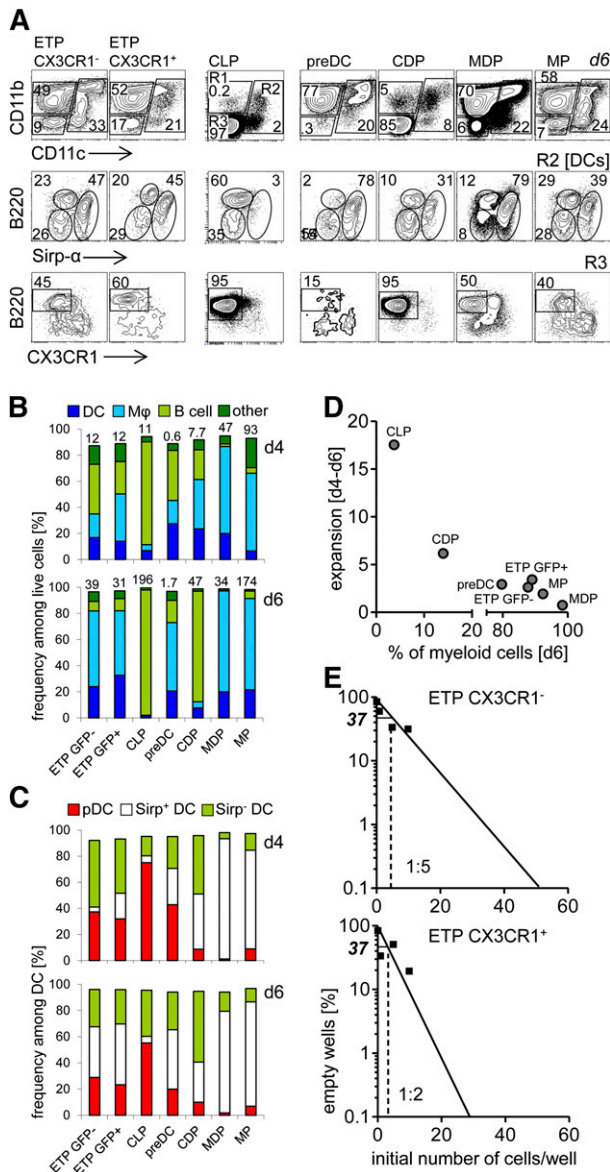 A
ETP CX3CR1-
ETP CX3CR1+
CLP
preDC
CDP
MDP
MP
d6
CD11b
49
9
33
52
17
21
R1
0.2
R2
R3
97
2
77
.3
20
5
85
8
70
6
22
58
7
24
CD11c
R2 [DCs]
B220
23
47
26
20
45
29
60
3
35
2
78
10
31
12
79
8
29
39
28
Sirp-α
R3
B220
45
60
95
15
95
50
40
CX3CR1
B
DC
Mφ
B cell
other
frequency among live cells [%]
100
80
60
40
20
0
12
12
11
0.6
7.7
47
93
d4
100
80
60
40
20
0
39
31
196
1.7
47
34
174
d6
ETP GFP-
ETP GFP+
CLP
preDC
CDP
MDP
MP
C
pDC
Sirp+ DC
Sirp- DC
frequency among DC [%]
100
80
60
40
20
0
d4
100
80
60
40
20
0
d6
ETP GFP-
ETP GFP+
CLP
preDC
CDP
MDP
MP
D
expansion [d4-d6]
20
15
10
5
0
CLP
CDP
preDC
ETP GFP+
ETP GFP-
MP
MDP
0
10
20
80
100
% of myeloid cells [d6]
E
ETP CX3CR1-
100
37
10
1
0.1
1:5
0
20
40
60
ETP CX3CR1+
100
37
10
1
0.1
1:2
empty wells [%]
0
20
40
60
initial number of cells/well